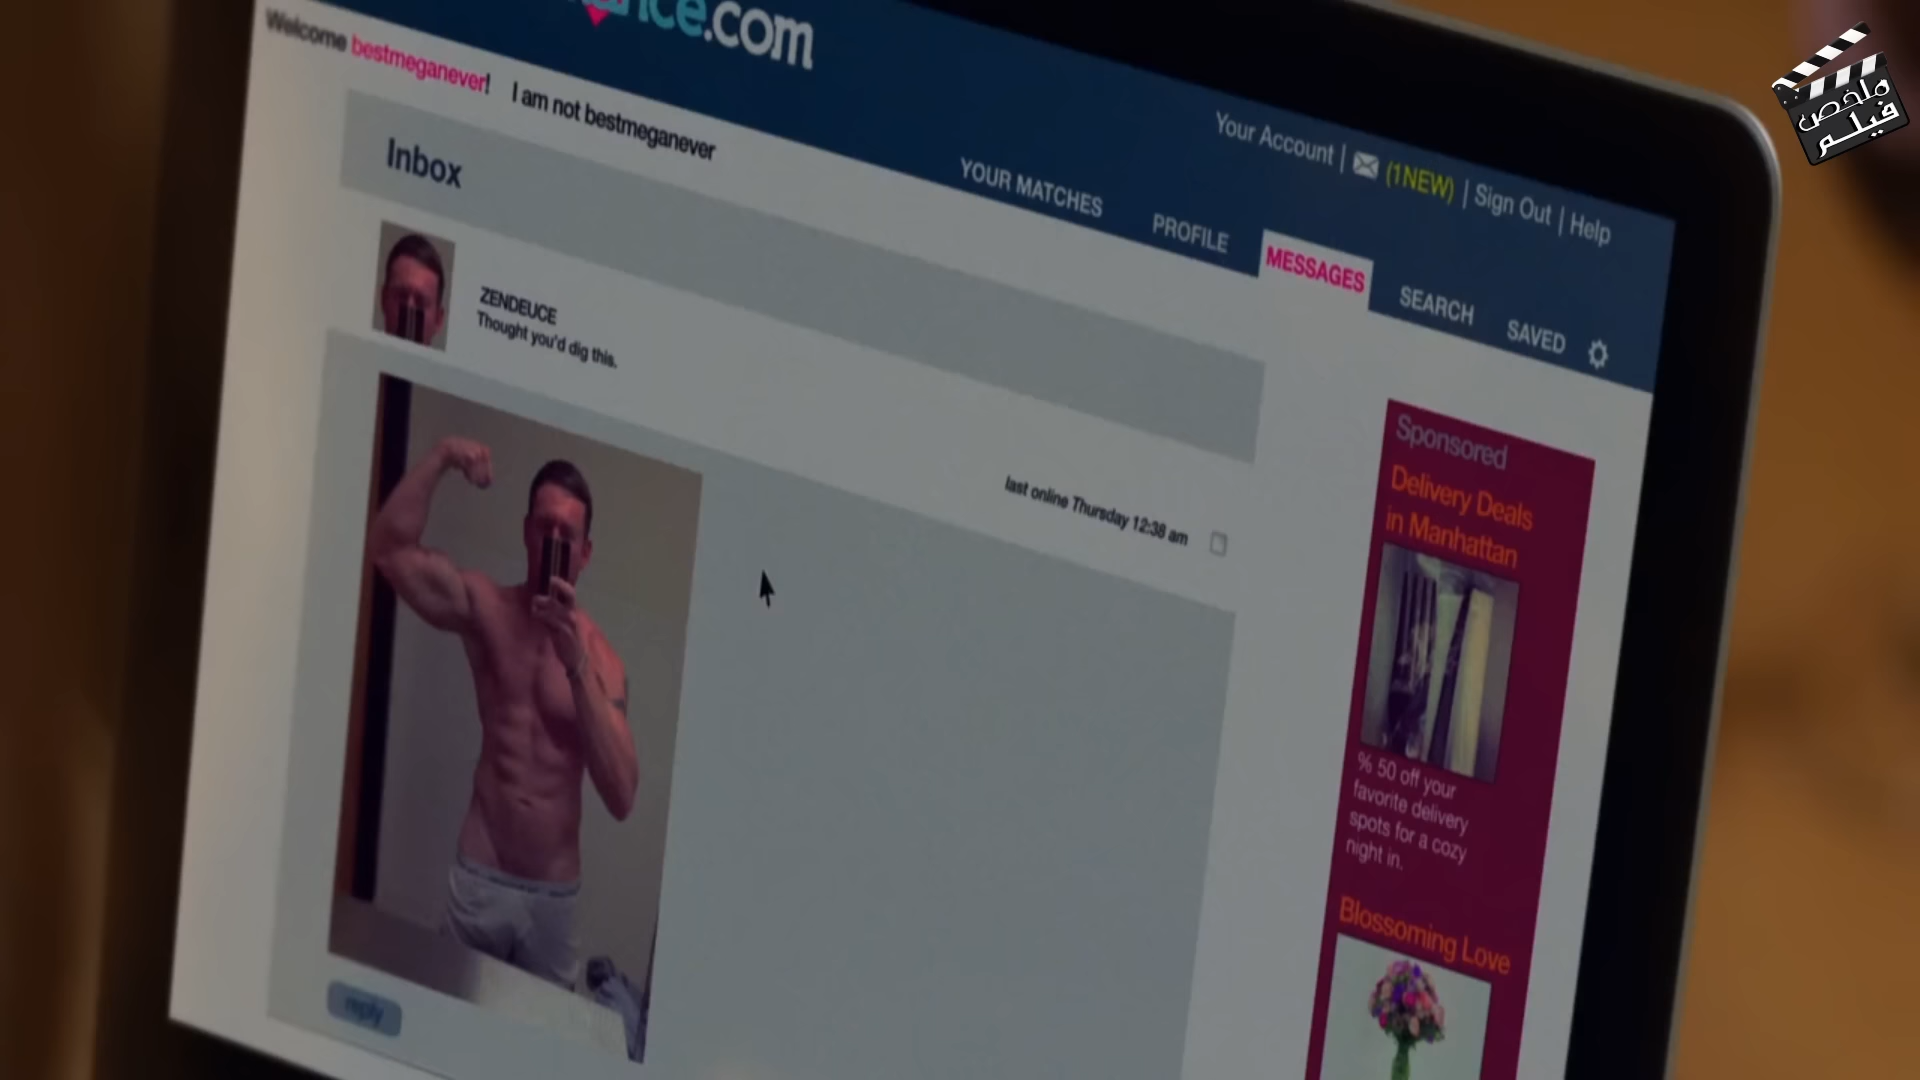 .com
Welcome bestmeganever! I am not bestmeganever
Your Account | (1NEW) | Sign Out | Help
YOUR MATCHES PROFILE MESSAGES SEARCH SAVED
Inbox
ZENDEUCE
Thought you'd dig this.
last online Thursday 12:38 am
reply
Sponsored
Delivery Deals
in Manhattan
% 50 off your
favorite delivery
spots for a cozy
night in.
Blossoming Love
ملخص
فيلم